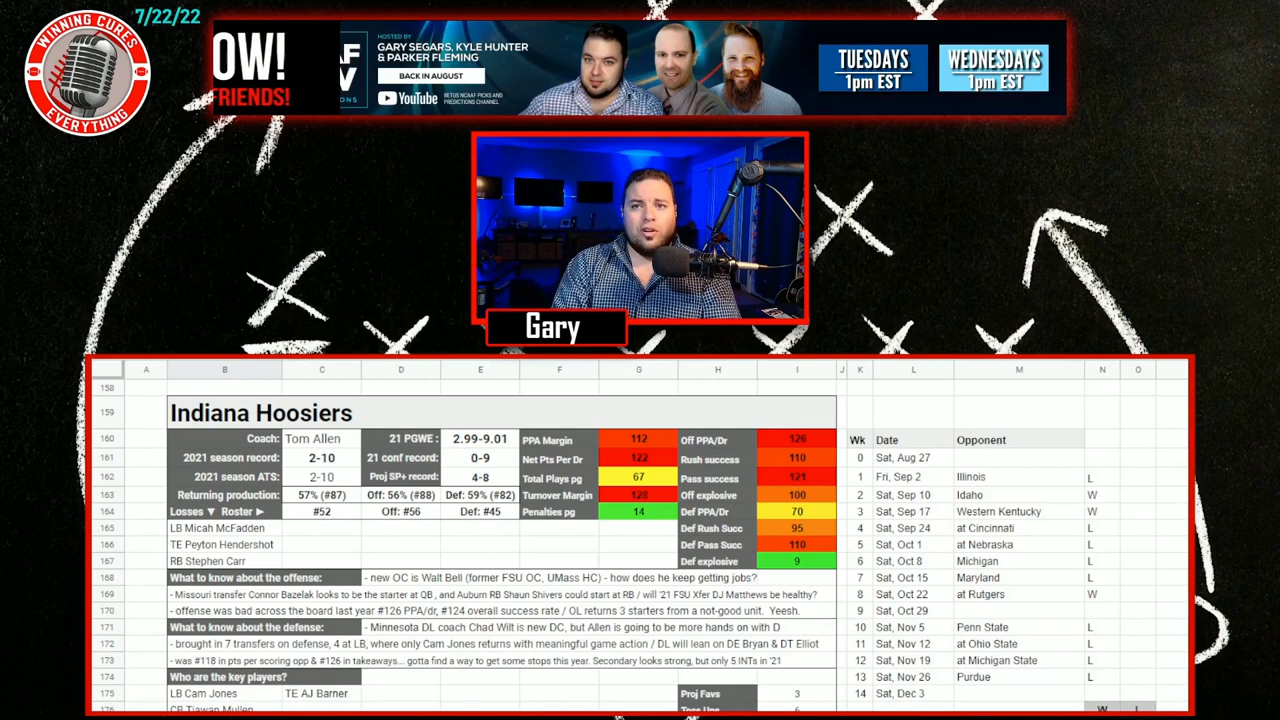 7/22/22
WINNING CURES
EVERYTHING
OW!
FRIENDS!
HOSTED BY
GARY SEGARS, KYLE HUNTER
& PARKER FLEMING
BACK IN AUGUST
YouTube BETUS NCAAF PICKS AND
PREDICTIONS CHANNEL
TUESDAYS
1pm EST
WEDNESDAYS
1pm EST
Gary
A B C D E F G H I J K L M N O
158
159 Indiana Hoosiers
160 Coach: Tom Allen 21 PGWE : 2.99-9.01 PPA Margin 112 Off PPA/Dr 126 Wk Date Opponent
161 2021 season record: 2-10 21 conf record: 0-9 Net Pts Per Dr 122 Rush success 110 0 Sat, Aug 27
162 2021 season ATS: 2-10 Proj SP+ record: 4-8 Total Plays pg 67 Pass success 121 1 Fri, Sep 2 Illinois L
163 Returning production: 57% (#87) Off: 56% (#88) Def: 59% (#82) Turnover Margin 128 Off explosive 100 2 Sat, Sep 10 Idaho W
164 Losses ▼ Roster ► #52 Off: #56 Def: #45 Penalties pg 14 Def PPA/Dr 70 3 Sat, Sep 17 Western Kentucky W
165 LB Micah McFadden Def Rush Succ 95 4 Sat, Sep 24 at Cincinnati L
166 TE Peyton Hendershot Def Pass Succ 110 5 Sat, Oct 1 at Nebraska L
167 RB Stephen Carr Def explosive 9 6 Sat, Oct 8 Michigan L
168 What to know about the offense: - new OC is Walt Bell (former FSU OC, UMass HC) - how does he keep getting jobs? 7 Sat, Oct 15 Maryland L
169 - Missouri transfer Connor Bazelak looks to be the starter at QB , and Auburn RB Shaun Shivers could start at RB / will '21 FSU Xfer DJ Matthews be healthy? 8 Sat, Oct 22 at Rutgers W
170 - offense was bad across the board last year #126 PPA/dr, #124 overall success rate / OL returns 3 starters from a not-good unit. Yeesh. 9 Sat, Oct 29
171 What to know about the defense: - Minnesota DL coach Chad Wilt is new DC, but Allen is going to be more hands on with D 10 Sat, Nov 5 Penn State L
172 - brought in 7 transfers on defense, 4 at LB, where only Cam Jones returns with meaningful game action / DL will lean on DE Bryan & DT Elliot 11 Sat, Nov 12 at Ohio State L
173 - was #118 in pts per scoring opp & #126 in takeaways... gotta find a way to get some stops this year. Secondary looks strong, but only 5 INTs in '21 12 Sat, Nov 19 at Michigan State L
174 Who are the key players? 13 Sat, Nov 26 Purdue L
175 LB Cam Jones TE AJ Barner Proj Favs 3 14 Sat, Dec 3
176 CB Tiawan Mullen Toss Ups 6 W L